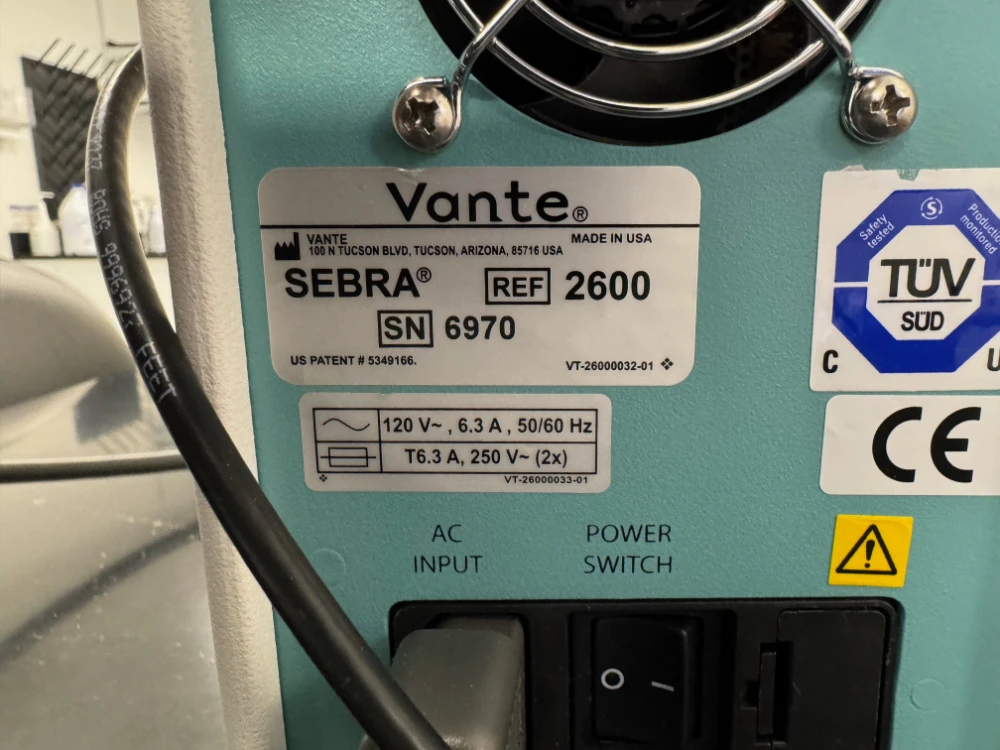 Vante®
VANTE
100 N TUCSON BLVD, TUCSON, ARIZONA, 85716 USA
MADE IN USA
SEBRA® REF 2600
SN 6970
US PATENT # 5349166.
VT-26000032-01
120 V~ , 6.3 A , 50/60 Hz
T6.3 A, 250 V~ (2x)
VT-26000033-01
Safety
tested
Production
monitored
TÜV
SÜD
C
U
CE
AC
INPUT
POWER
SWITCH
FEET